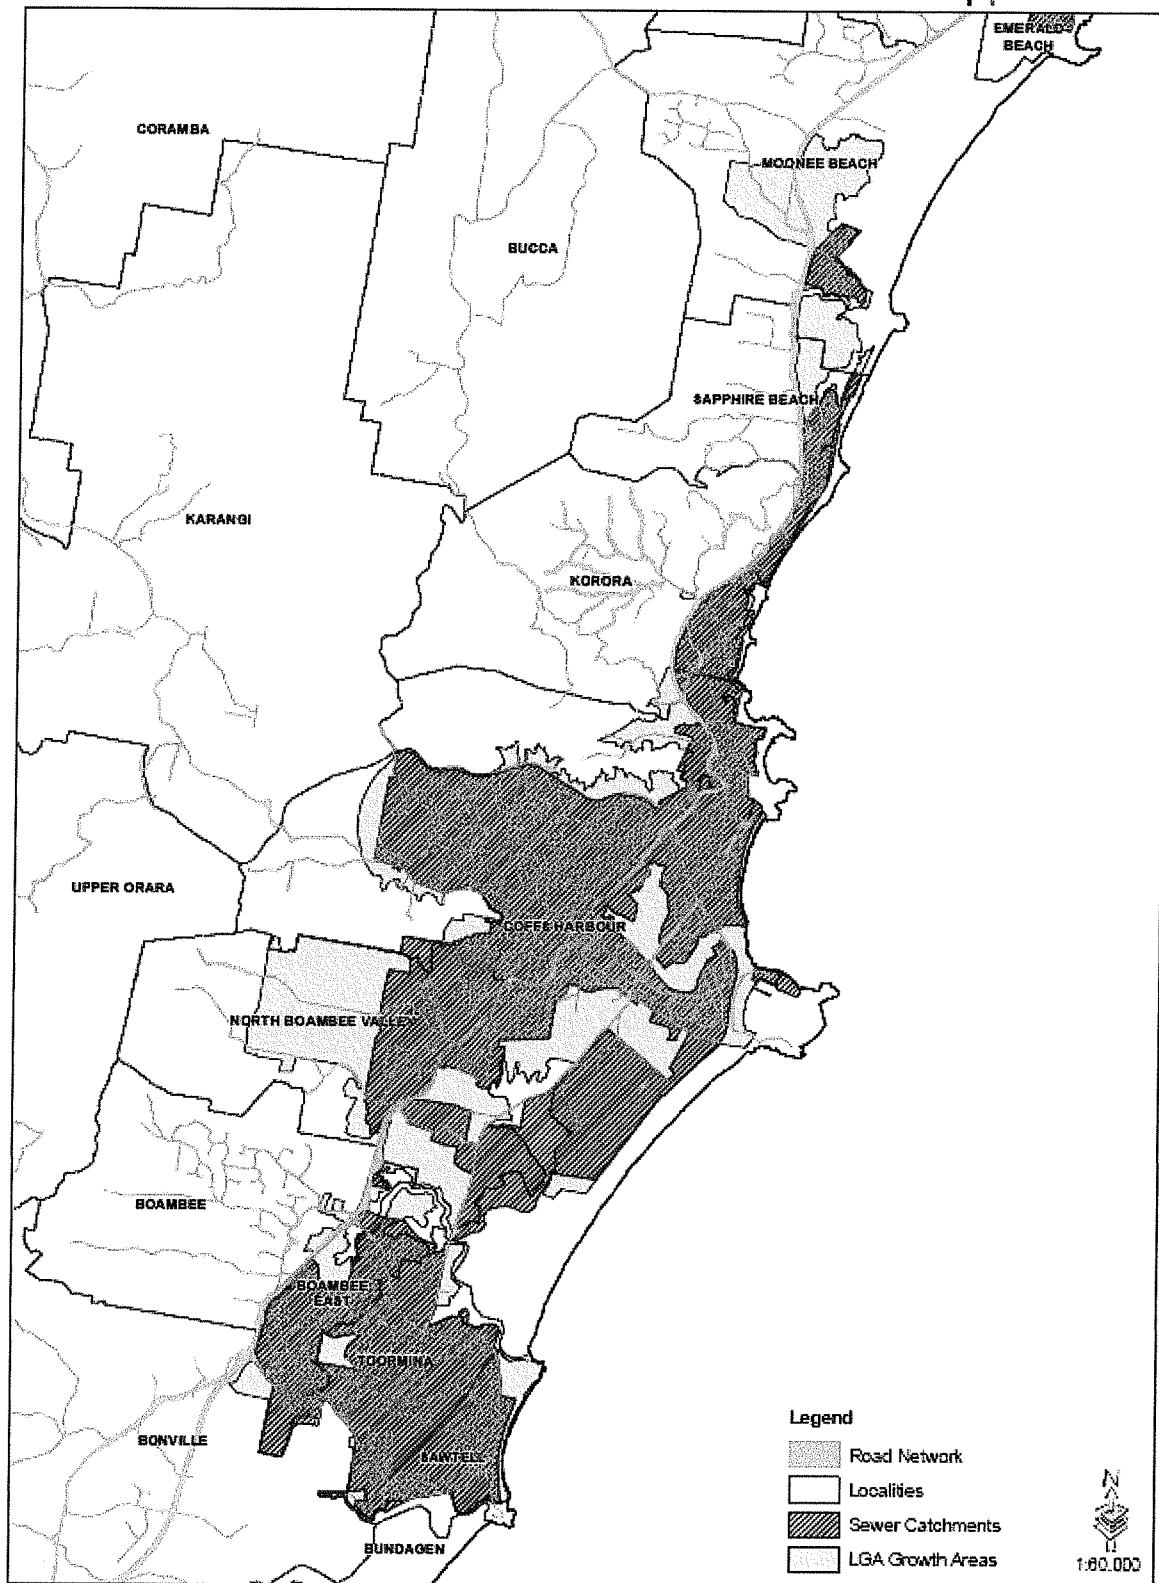 EMERALD
BEACH
CORAMBA
MOONEE BEACH
BUCCA
SAPPHIRE BEACH
KARANGI
KORORA
UPPER ORARA
COFFS HARBOUR
NORTH BOAMBEE VALLEY
BOAMBEE
BOAMBEE
EAST
TOORMINA
BONVILLE
SAWTELL
BUNDAGEN
Legend
Road Network
Localities
Sewer Catchments
LGA Growth Areas
N
1:60,000